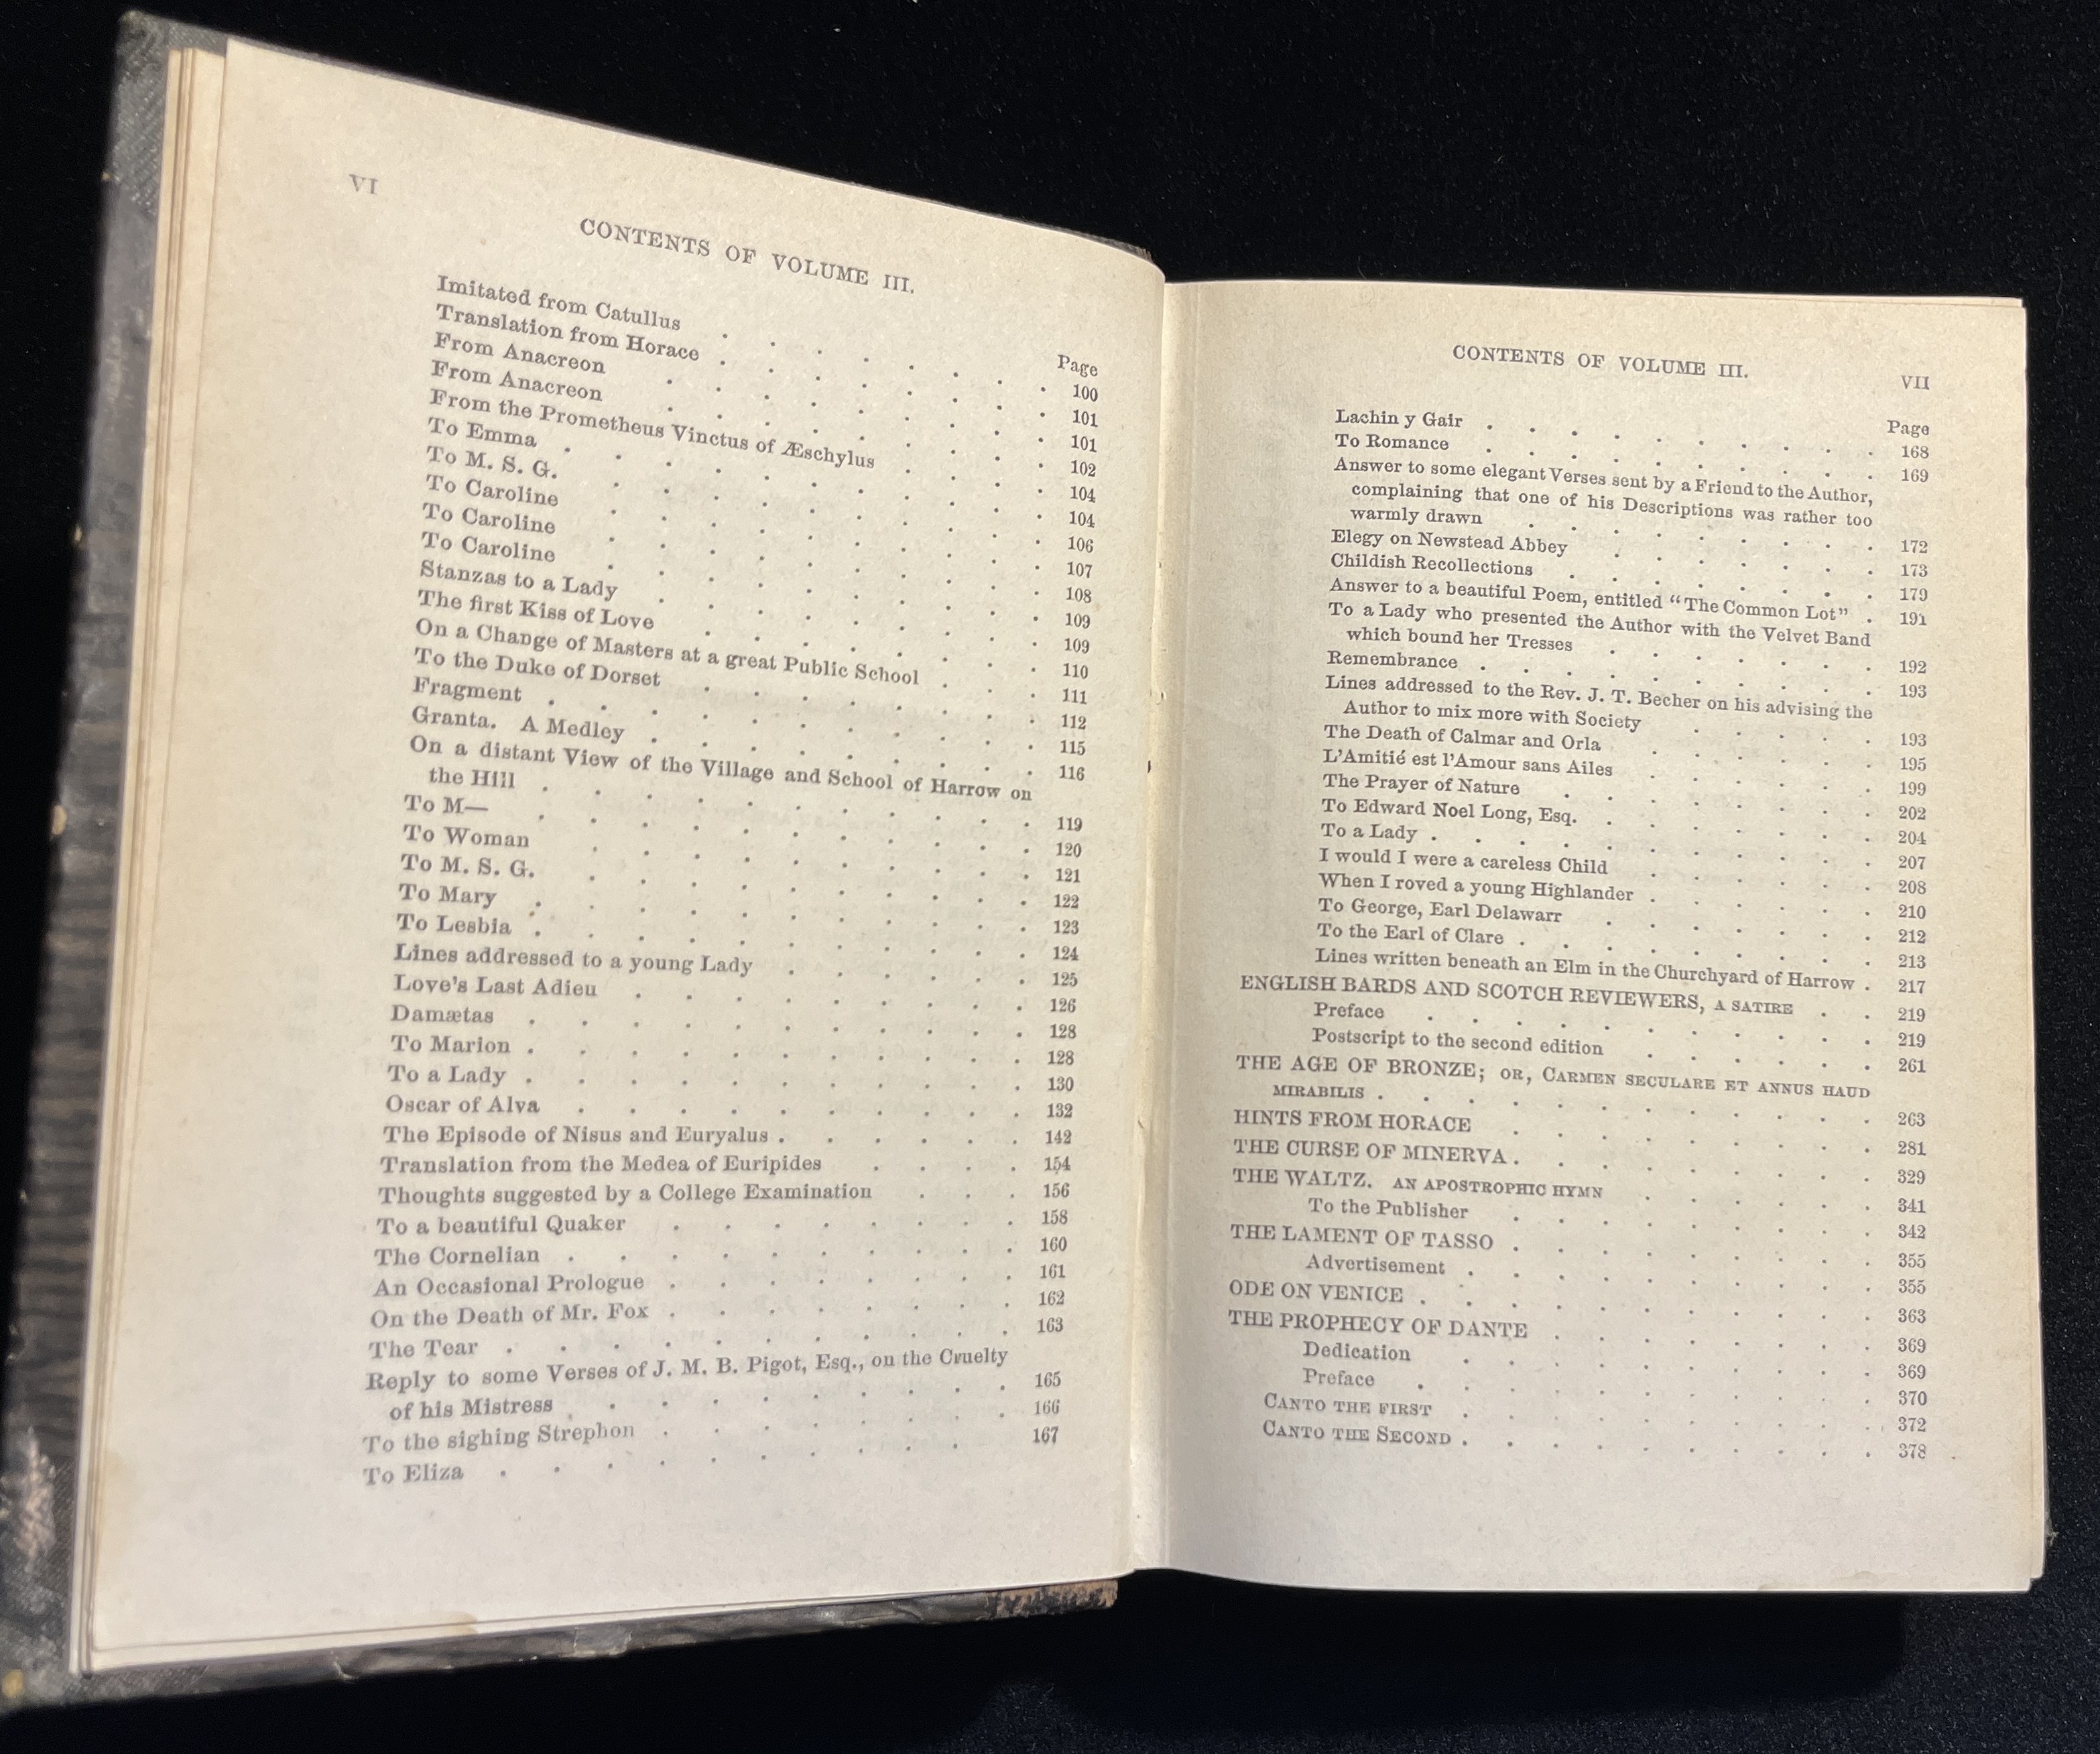 VI
CONTENTS OF VOLUME III.
Page
Imitated from Catullus . . . . . . . 100
Translation from Horace . . . . . . . 101
From Anacreon . . . . . . . . 101
From Anacreon . . . . . . . . 102
From the Prometheus Vinctus of Æschylus . . . 104
To Emma . . . . . . . . . . 104
To M. S. G. . . . . . . . . . 106
To Caroline . . . . . . . . . 107
To Caroline . . . . . . . . . 108
To Caroline . . . . . . . . . 109
Stanzas to a Lady . . . . . . . . 109
The first Kiss of Love . . . . . . . 110
On a Change of Masters at a great Public School . . 111
To the Duke of Dorset . . . . . . . 112
Fragment . . . . . . . . . . 115
Granta. A Medley . . . . . . . . 116
On a distant View of the Village and School of Harrow on
the Hill . . . . . . . . . . 119
To M— . . . . . . . . . . 120
To Woman . . . . . . . . . 121
To M. S. G. . . . . . . . . . 122
To Mary . . . . . . . . . . 123
To Lesbia . . . . . . . . . . 124
Lines addressed to a young Lady . . . . . 125
Love's Last Adieu . . . . . . . . 126
Damætas . . . . . . . . . . 128
To Marion . . . . . . . . . . 128
To a Lady . . . . . . . . . . 130
Oscar of Alva . . . . . . . . . 132
The Episode of Nisus and Euryalus . . . . . 142
Translation from the Medea of Euripides . . . . 154
Thoughts suggested by a College Examination . . . 156
To a beautiful Quaker . . . . . . . 158
The Cornelian . . . . . . . . . 160
An Occasional Prologue . . . . . . . 161
On the Death of Mr. Fox . . . . . . . 162
The Tear . . . . . . . . . . 163
Reply to some Verses of J. M. B. Pigot, Esq., on the Cruelty
of his Mistress . . . . . . . . 165
To the sighing Strephon . . . . . . . 166
To Eliza . . . . . . . . . . 167
CONTENTS OF VOLUME III.
VII
Page
Lachin y Gair . . . . . . . . 168
To Romance . . . . . . . . 169
Answer to some elegant Verses sent by a Friend to the Author,
complaining that one of his Descriptions was rather too
warmly drawn . . . . . . . 172
Elegy on Newstead Abbey . . . . . . 173
Childish Recollections . . . . . . 179
Answer to a beautiful Poem, entitled “The Common Lot” . 191
To a Lady who presented the Author with the Velvet Band
which bound her Tresses . . . . . . 192
Remembrance . . . . . . . . 193
Lines addressed to the Rev. J. T. Becher on his advising the
Author to mix more with Society . . . . 193
The Death of Calmar and Orla . . . . . 195
L'Amitié est l'Amour sans Ailes . . . . . 199
The Prayer of Nature . . . . . . . 202
To Edward Noel Long, Esq. . . . . . . 204
To a Lady . . . . . . . . . 207
I would I were a careless Child . . . . . 208
When I roved a young Highlander . . . . . 210
To George, Earl Delawarr . . . . . . 212
To the Earl of Clare . . . . . . . 213
Lines written beneath an Elm in the Churchyard of Harrow . 217
ENGLISH BARDS AND SCOTCH REVIEWERS, A SATIRE . . 219
Preface . . . . . . . . . 219
Postscript to the second edition . . . . . 261
THE AGE OF BRONZE; OR, CARMEN SECULARE ET ANNUS HAUD
MIRABILIS . . . . . . . . . . 263
HINTS FROM HORACE . . . . . . . . 281
THE CURSE OF MINERVA . . . . . . . . 329
THE WALTZ. AN APOSTROPHIC HYMN . . . . . 341
To the Publisher . . . . . . . 342
THE LAMENT OF TASSO . . . . . . . . 355
Advertisement . . . . . . . . 355
ODE ON VENICE . . . . . . . . . 363
THE PROPHECY OF DANTE . . . . . . . 369
Dedication . . . . . . . . 369
Preface . . . . . . . . . 370
CANTO THE FIRST . . . . . . . . 372
CANTO THE SECOND . . . . . . . . . 378